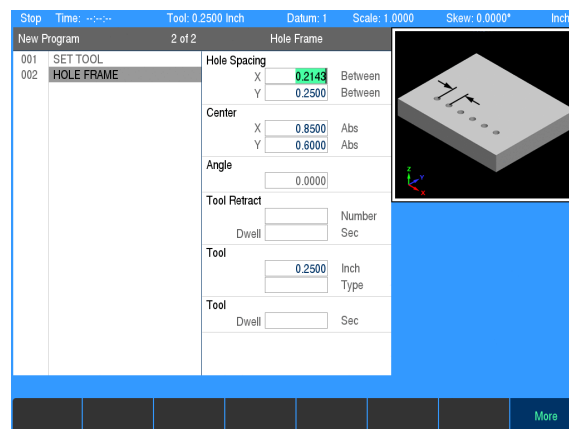 Stop Time: --:--:-- Tool: 0.2500 Inch Datum: 1 Scale: 1.0000 Skew: 0.0000* Inch
New Program 2 of 2 Hole Frame
001 SET TOOL
002 HOLE FRAME
Hole Spacing
X 0.2143 Between
Y 0.2500 Between
Center
X 0.8500 Abs
Y 0.6000 Abs
Angle
0.0000
Tool Retract
Number
Dwell Sec
Tool
0.2500 Inch
Type
Tool
Dwell Sec
Z
Y
X
More